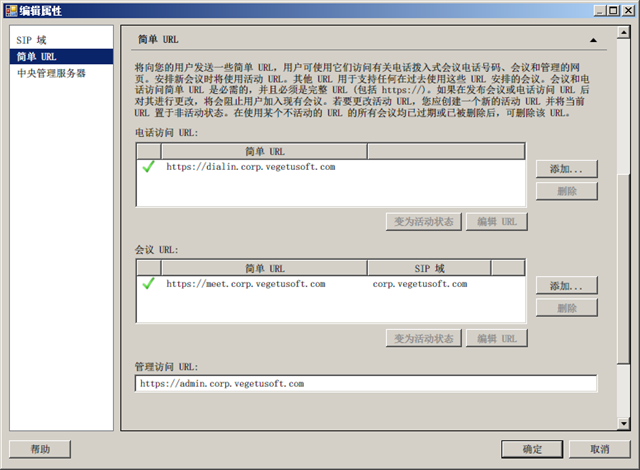 编辑属性
SIP 域
简单 URL
中央管理服务器
简单 URL
将向您的用户发送一些简单 URL，用户可使用它们访问有关电话拨入式会议电话号码、会议和管理的网
页。安排新会议时将使用活动 URL。其他 URL 用于支持任何在过去使用这些 URL 安排的会议。会议和电
话访问简单 URL 是必需的，并且必须是完整 URL (包括 https://)。如果在发布会议或电话访问 URL 后
对其进行更改，将会阻止用户加入现有会议。若要更改活动 URL，您应创建一个新的活动 URL 并将当前
URL 置于非活动状态。在使用某个不活动的 URL 的所有会议均已过期或已被删除后，可删除该 URL。
电话访问 URL:
简单 URL
https://dialin.corp.vegetusoft.com
添加...
删除
变为活动状态
编辑 URL
会议 URL:
简单 URL
SIP 域
https://meet.corp.vegetusoft.com
corp.vegetusoft.com
添加...
删除
变为活动状态
编辑 URL
管理访问 URL:
https://admin.corp.vegetusoft.com
帮助
确定
取消